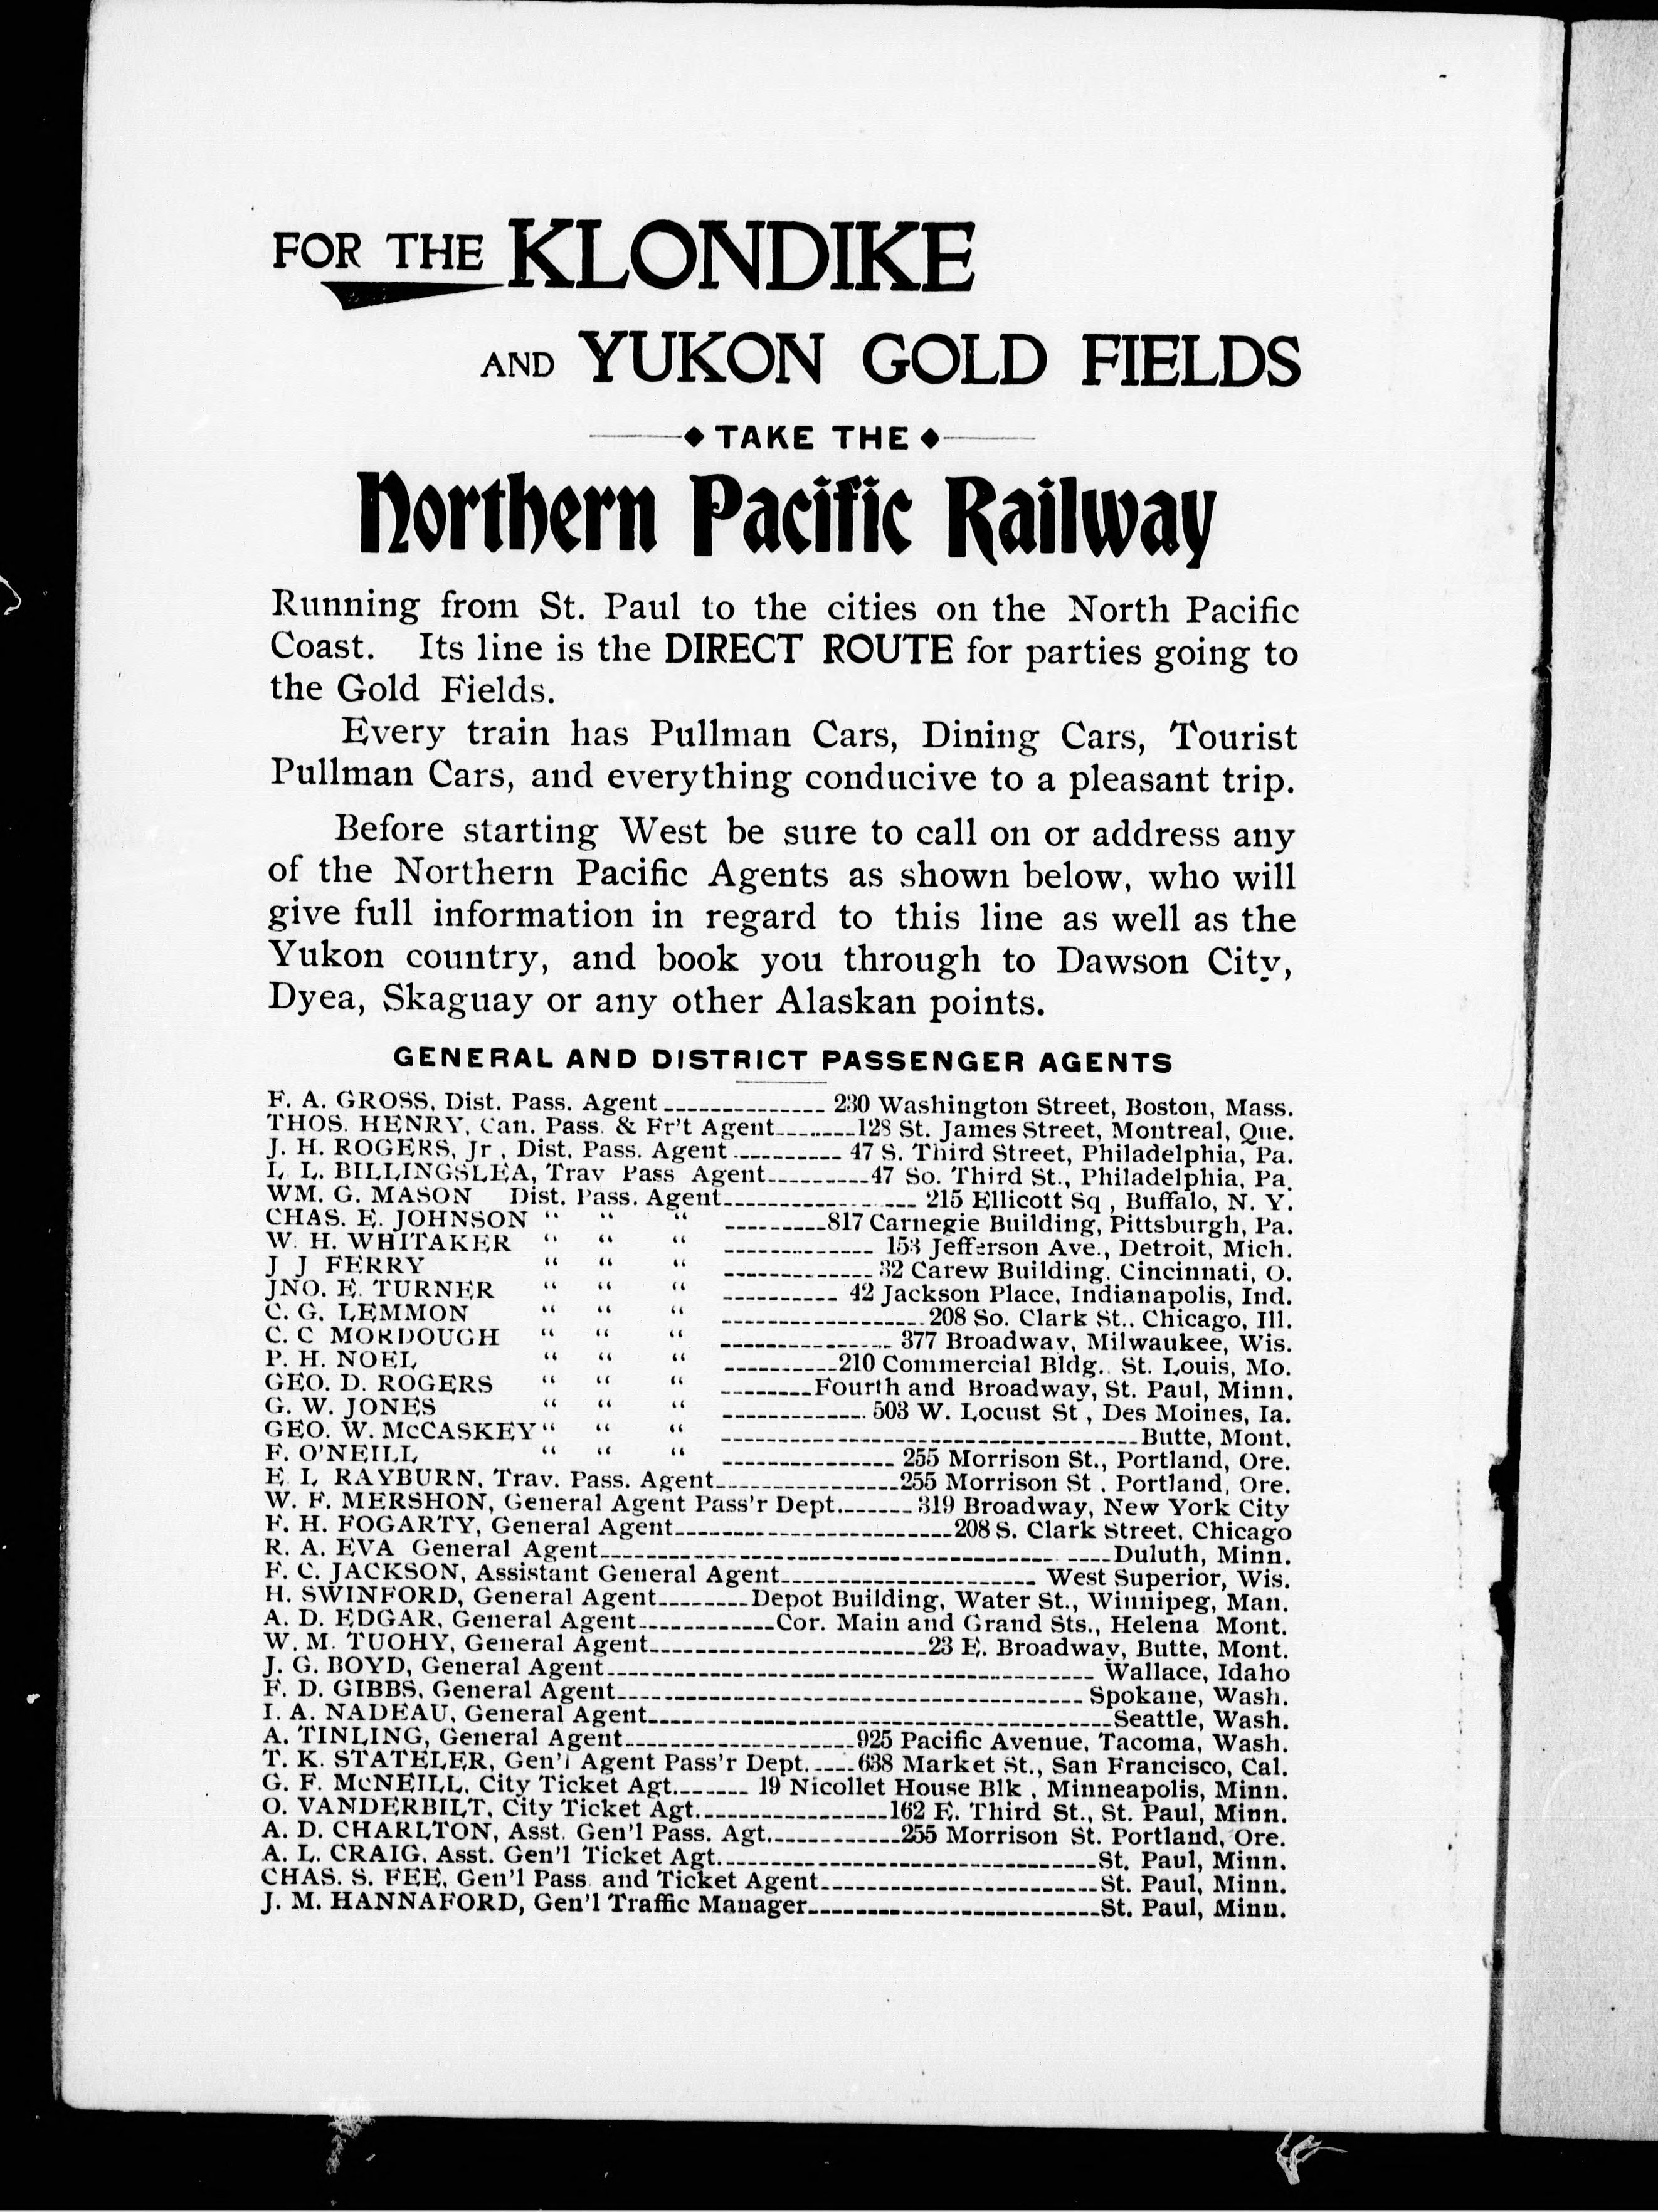 FOR THE KLONDIKE
AND YUKON GOLD FIELDS
TAKE THE
Northern Pacific Railway
Running from St. Paul to the cities on the North Pacific
Coast. Its line is the DIRECT ROUTE for parties going to
the Gold Fields.
Every train has Pullman Cars, Dining Cars, Tourist
Pullman Cars, and everything conducive to a pleasant trip.
Before starting West be sure to call on or address any
of the Northern Pacific Agents as shown below, who will
give full information in regard to this line as well as the
Yukon country, and book you through to Dawson City,
Dyea, Skaguay or any other Alaskan points.
GENERAL AND DISTRICT PASSENGER AGENTS
F. A. GROSS, Dist. Pass. Agent 230 Washington Street, Boston, Mass.
THOS. HENRY, Can. Pass. & Fr't Agent 128 St. James Street, Montreal, Que.
J. H. ROGERS, Jr, Dist. Pass. Agent 47 S. Third Street, Philadelphia, Pa.
L. L. BILLINGSLEA, Trav Pass Agent 47 So. Third St., Philadelphia, Pa.
WM. G. MASON Dist. Pass. Agent 215 Ellicott Sq, Buffalo, N. Y.
CHAS. E. JOHNSON “ “ “ 817 Carnegie Building, Pittsburgh, Pa.
W. H. WHITAKER “ “ “ 153 Jefferson Ave., Detroit, Mich.
J J FERRY “ “ “ 32 Carew Building. Cincinnati, O.
JNO. E. TURNER “ “ “ 42 Jackson Place, Indianapolis, Ind.
C. G. LEMMON “ “ “ 208 So. Clark St.. Chicago, Ill.
C. C MORDOUGH “ “ “ 377 Broadway, Milwaukee, Wis.
P. H. NOEL “ “ “ 210 Commercial Bldg.. St. Louis, Mo.
GEO. D. ROGERS “ “ “ Fourth and Broadway, St. Paul, Minn.
G. W. JONES “ “ “ 503 W. Locust St, Des Moines, Ia.
GEO. W. McCASKEY “ “ “ Butte, Mont.
F. O'NEILL “ “ “ 255 Morrison St., Portland, Ore.
E. L RAYBURN, Trav. Pass. Agent 255 Morrison St. Portland, Ore.
W. F. MERSHON, General Agent Pass'r Dept. 319 Broadway, New York City
F. H. FOGARTY, General Agent 208 S. Clark Street, Chicago
R. A. EVA General Agent Duluth, Minn.
F. C. JACKSON, Assistant General Agent West Superior, Wis.
H. SWINFORD, General Agent Depot Building, Water St., Winnipeg, Man.
A. D. EDGAR, General Agent Cor. Main and Grand Sts., Helena Mont.
W. M. TUOHY, General Agent 23 E. Broadway, Butte, Mont.
J. G. BOYD, General Agent Wallace, Idaho
F. D. GIBBS, General Agent Spokane, Wash.
I. A. NADEAU, General Agent Seattle, Wash.
A. TINLING, General Agent 925 Pacific Avenue, Tacoma, Wash.
T. K. STATELER, Gen'l Agent Pass'r Dept. 638 Market St., San Francisco, Cal.
G. F. McNEILL, City Ticket Agt. 19 Nicollet House Blk, Minneapolis, Minn.
O. VANDERBILT, City Ticket Agt. 162 E. Third St., St. Paul, Minn.
A. D. CHARLTON, Asst. Gen'l Pass. Agt. 255 Morrison St. Portland, Ore.
A. L. CRAIG, Asst. Gen'l Ticket Agt. St. Paul, Minn.
CHAS. S. FEE, Gen'l Pass and Ticket Agent St. Paul, Minn.
J. M. HANNAFORD, Gen'l Traffic Manager St. Paul, Minn.